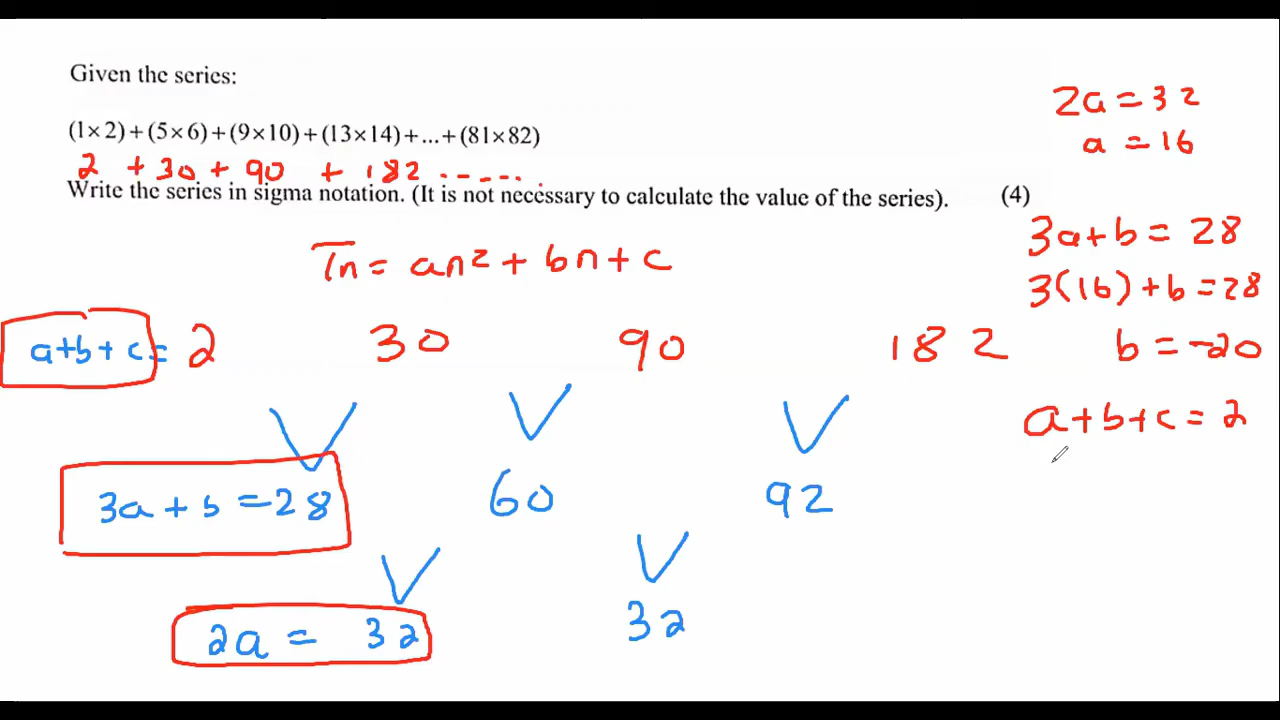 Given the series:
(1×2)+(5×6)+(9×10)+(13×14)+...+(81×82)
2 + 30 + 90 + 182 ------.
Write the series in sigma notation. (It is not necessary to calculate the value of the series). (4)
Tn = an² + bn + c
a+b+c = 2 30 90 182
3a + b = 28 60 92
2a = 32 32
2a = 32
a = 16
3a+b = 28
3(16)+b=28
b = -20
a+b+c = 2